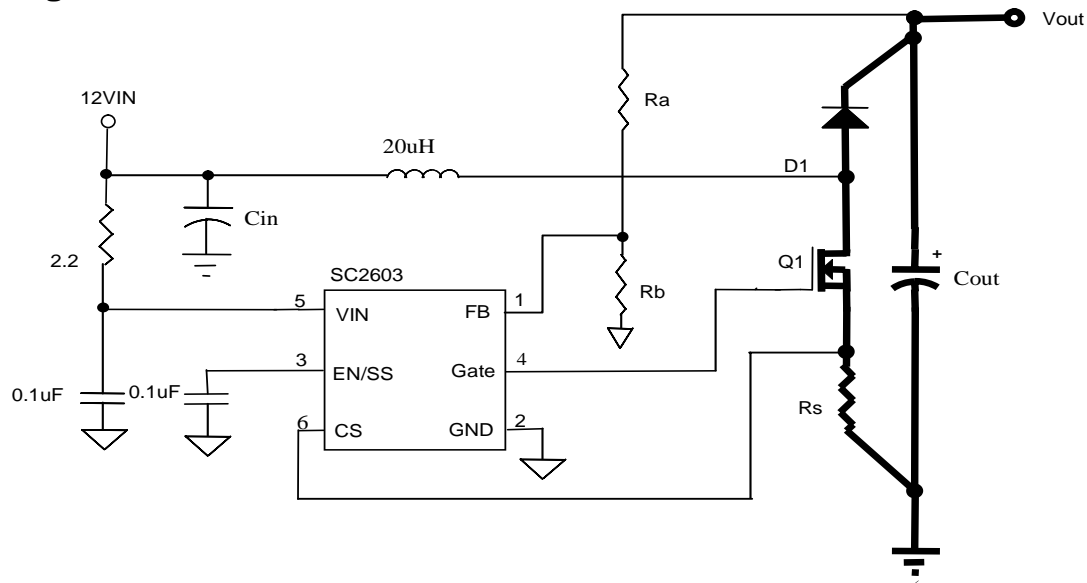 Vout
Ra
12VIN
20uH
D1
Cin
2.2
Q1
+
Cout
SC2603
Rb
5
VIN
FB
1
3
EN/SS
Gate
4
0.1uF
0.1uF
Rs
6
CS
GND
2